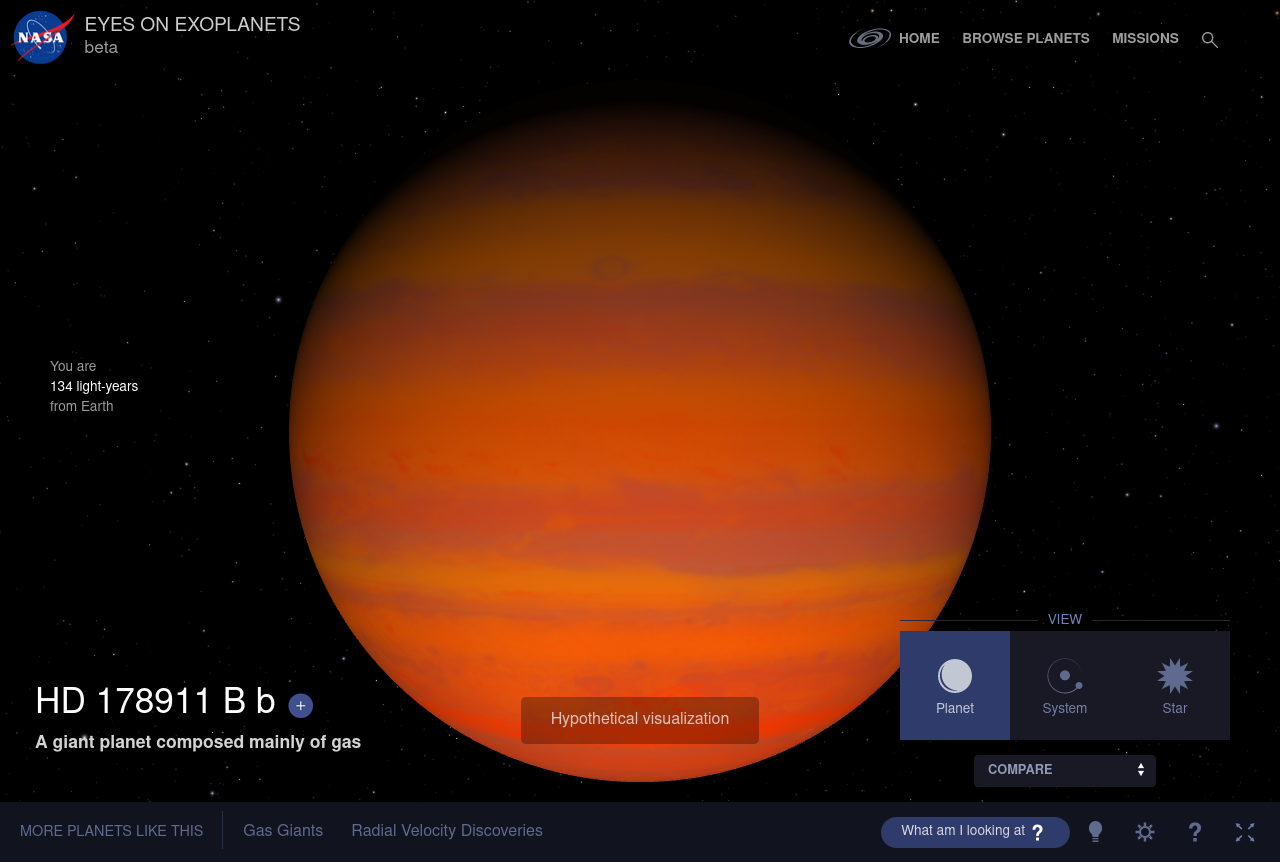 NASA
EYES ON EXOPLANETS
beta
HOME
BROWSE PLANETS
MISSIONS
You are
134 light-years
from Earth
VIEW
Planet
System
Star
HD 178911 B b +
A giant planet composed mainly of gas
Hypothetical visualization
COMPARE
MORE PLANETS LIKE THIS
Gas Giants
Radial Velocity Discoveries
What am I looking at ?
?